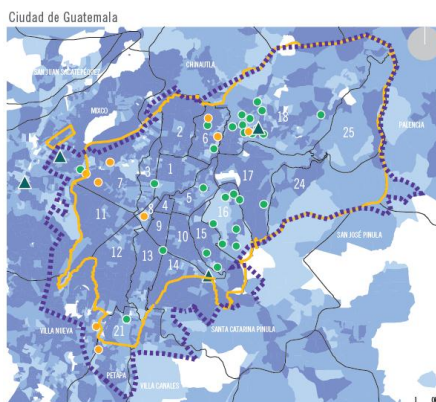 Ciudad de Guatemala
CHINAUTLA
SAN JUAN SACATEPÉQUEZ
MIXCO
PALENCIA
18
2
6
25
1
17
3
7
24
5
4
16
11
8
9
10
15
12
13
14
SAN JOSÉ PINULA
VILLA NUEVA
21
SANTA CATARINA PINULA
PETAPA
VILLA CANALES